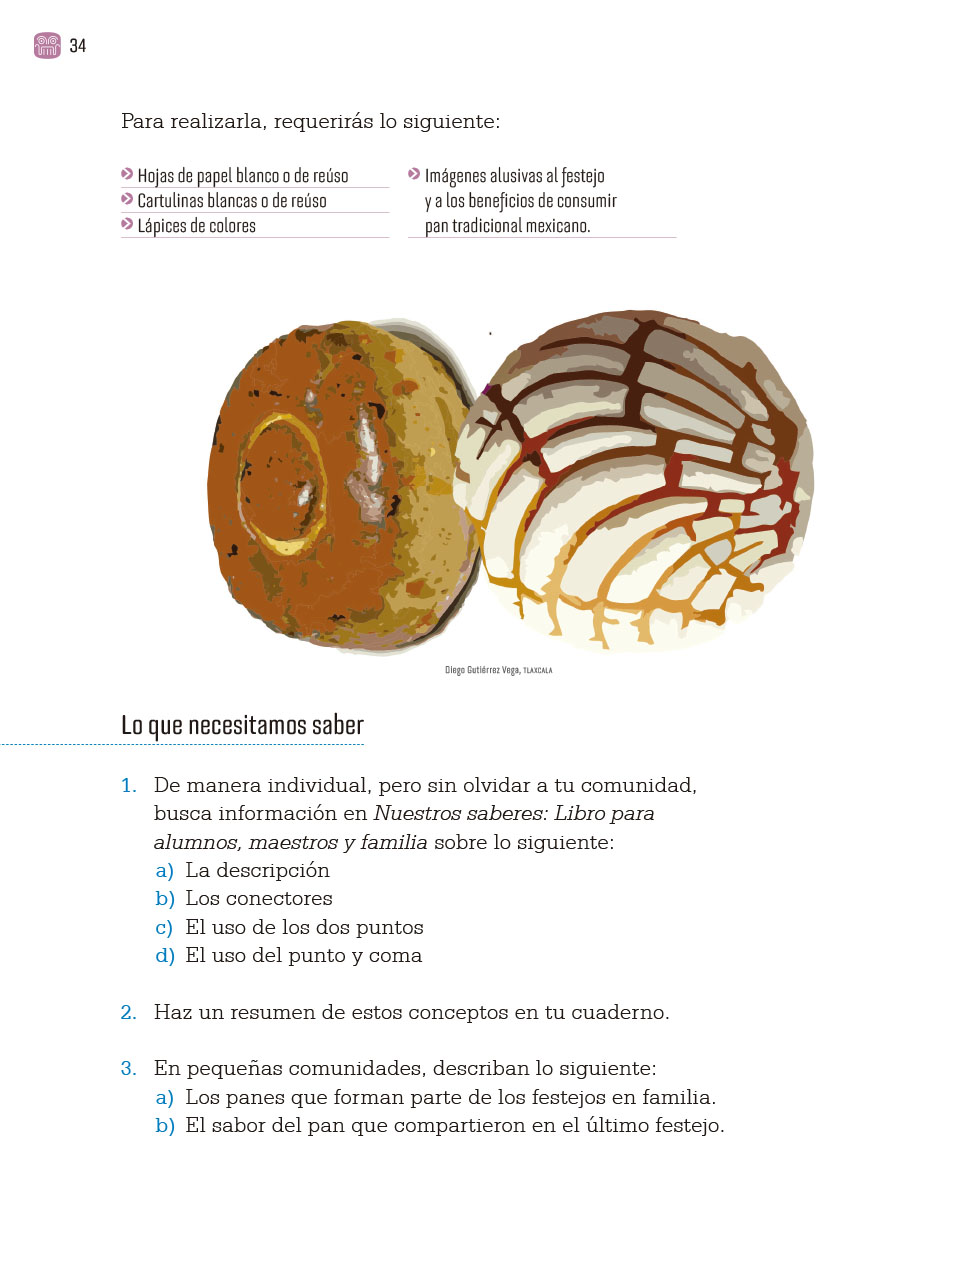 34
Para realizarla, requerirás lo siguiente:
Hojas de papel blanco o de reúso
Cartulinas blancas o de reúso
Lápices de colores
Imágenes alusivas al festejo
y a los beneficios de consumir
pan tradicional mexicano.
Diego Gutiérrez Vega, TLAXCALA
Lo que necesitamos saber
1. De manera individual, pero sin olvidar a tu comunidad,
busca información en Nuestros saberes: Libro para
alumnos, maestros y familia sobre lo siguiente:
a) La descripción
b) Los conectores
c) El uso de los dos puntos
d) El uso del punto y coma
2. Haz un resumen de estos conceptos en tu cuaderno.
3. En pequeñas comunidades, describan lo siguiente:
a) Los panes que forman parte de los festejos en familia.
b) El sabor del pan que compartieron en el último festejo.